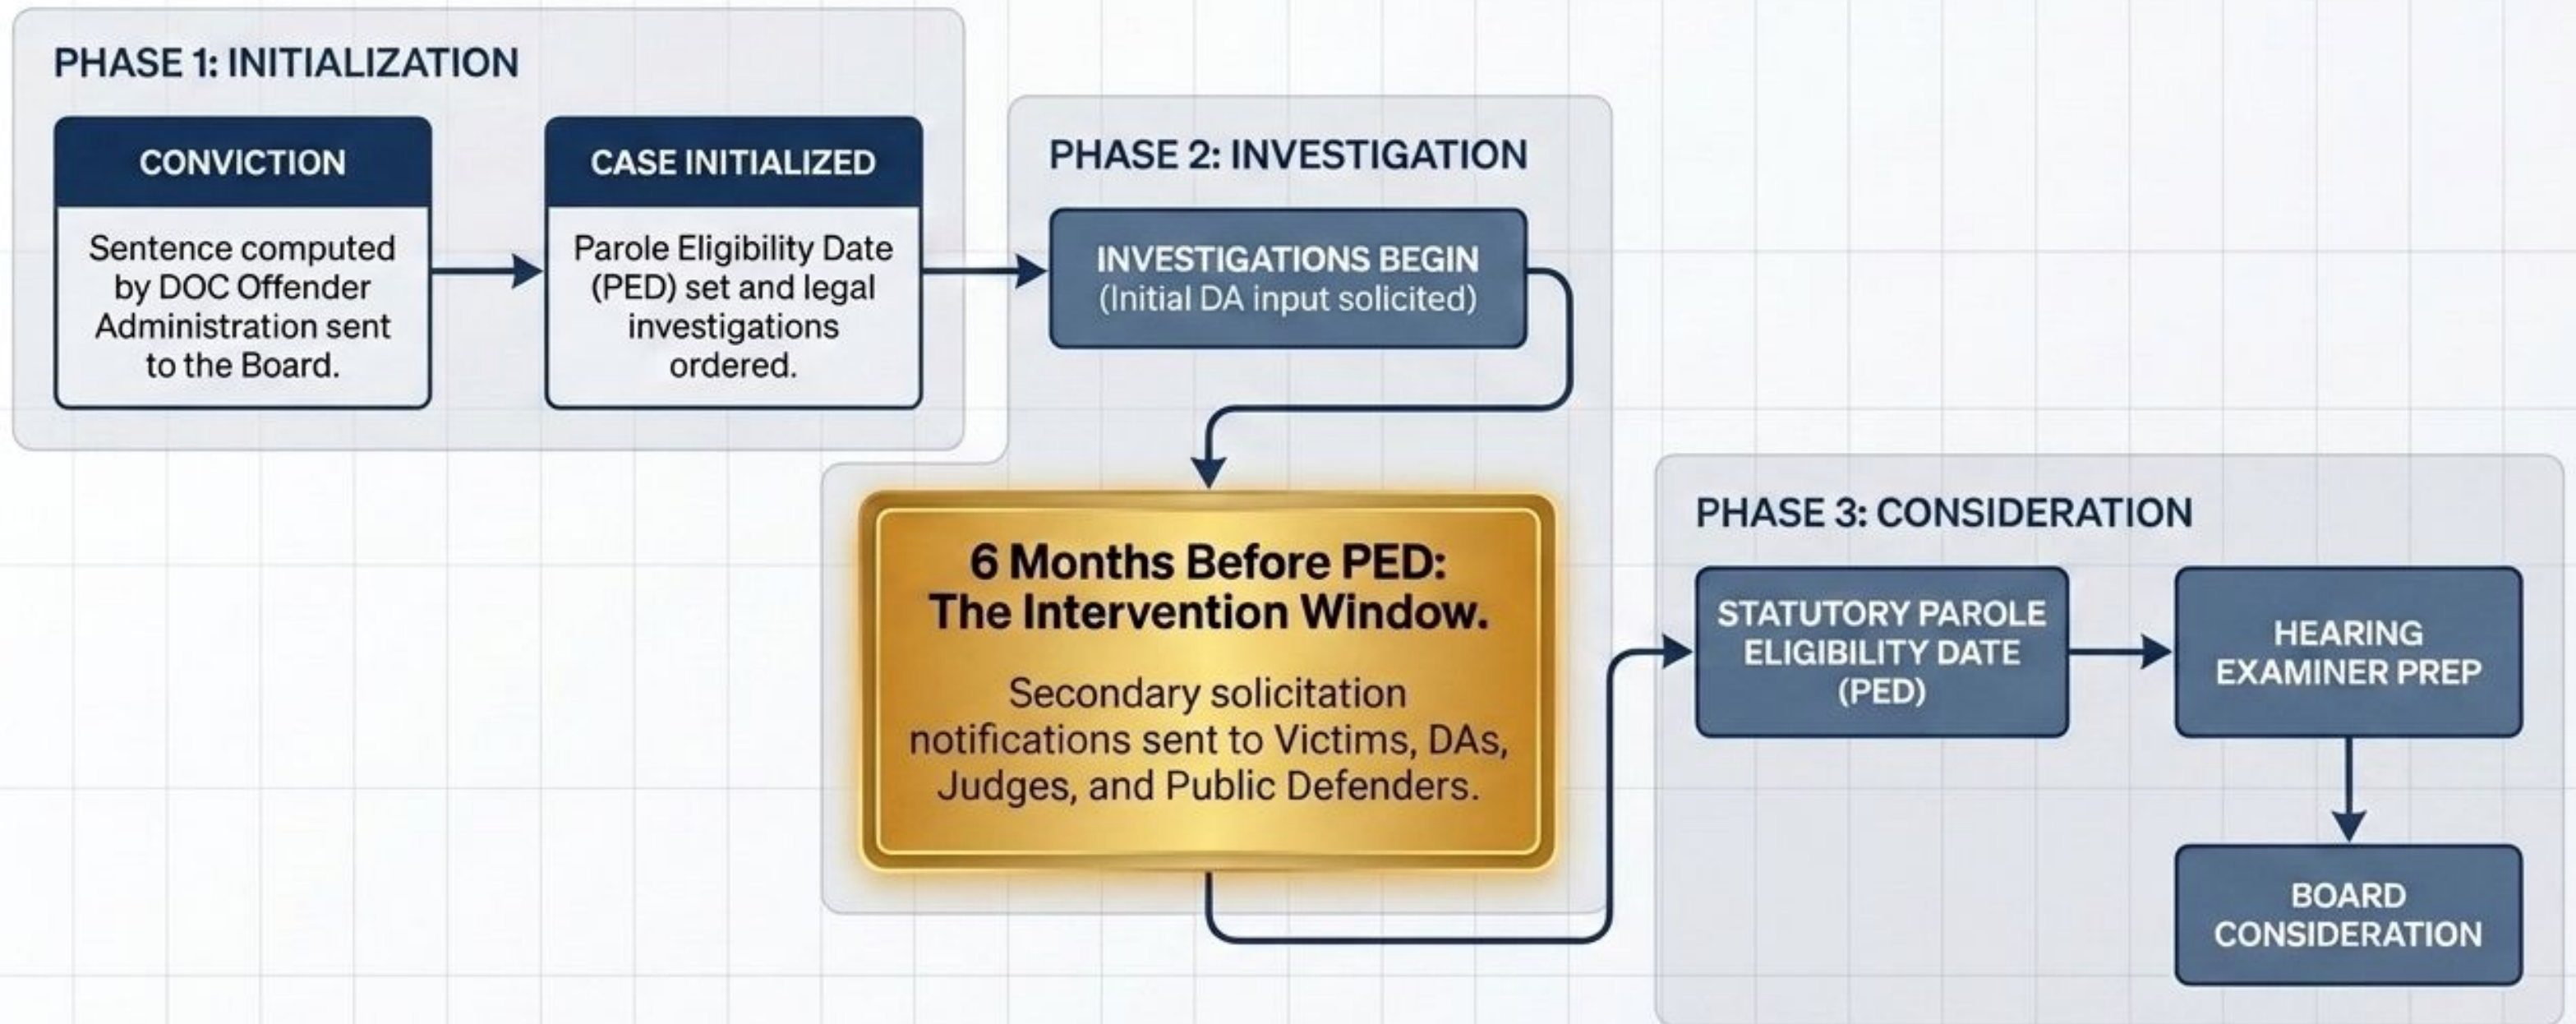 PHASE 1: INITIALIZATION
CONVICTION
Sentence computed
by DOC Offender
Administration sent
to the Board.
CASE INITIALIZED
Parole Eligibility Date
(PED) set and legal
investigations
ordered.
PHASE 2: INVESTIGATION
INVESTIGATIONS BEGIN
(Initial DA input solicited)
6 Months Before PED:
The Intervention Window.
Secondary solicitation
notifications sent to Victims, DAs,
Judges, and Public Defenders.
PHASE 3: CONSIDERATION
STATUTORY PAROLE
ELIGIBILITY DATE
(PED)
HEARING
EXAMINER PREP
BOARD
CONSIDERATION